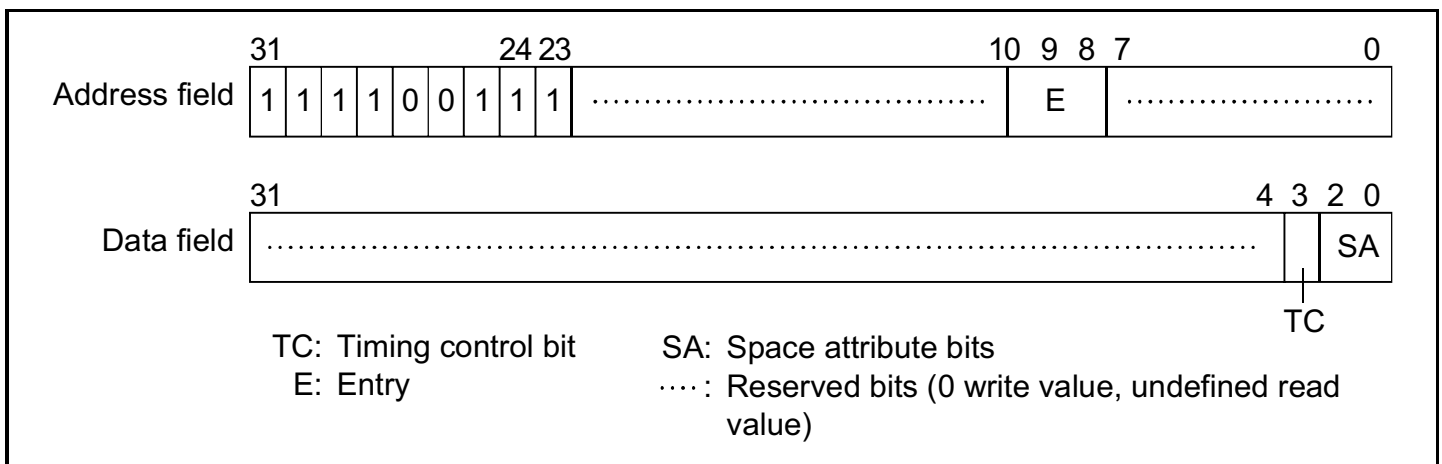 31 24 23 10 9 8 7 0
Address field 1 1 1 1 0 0 1 1 1 .................................... E ........................
31 4 3 2 0
Data field ................................................................................ SA
TC
TC: Timing control bit SA: Space attribute bits
E: Entry ····: Reserved bits (0 write value, undefined read
value)